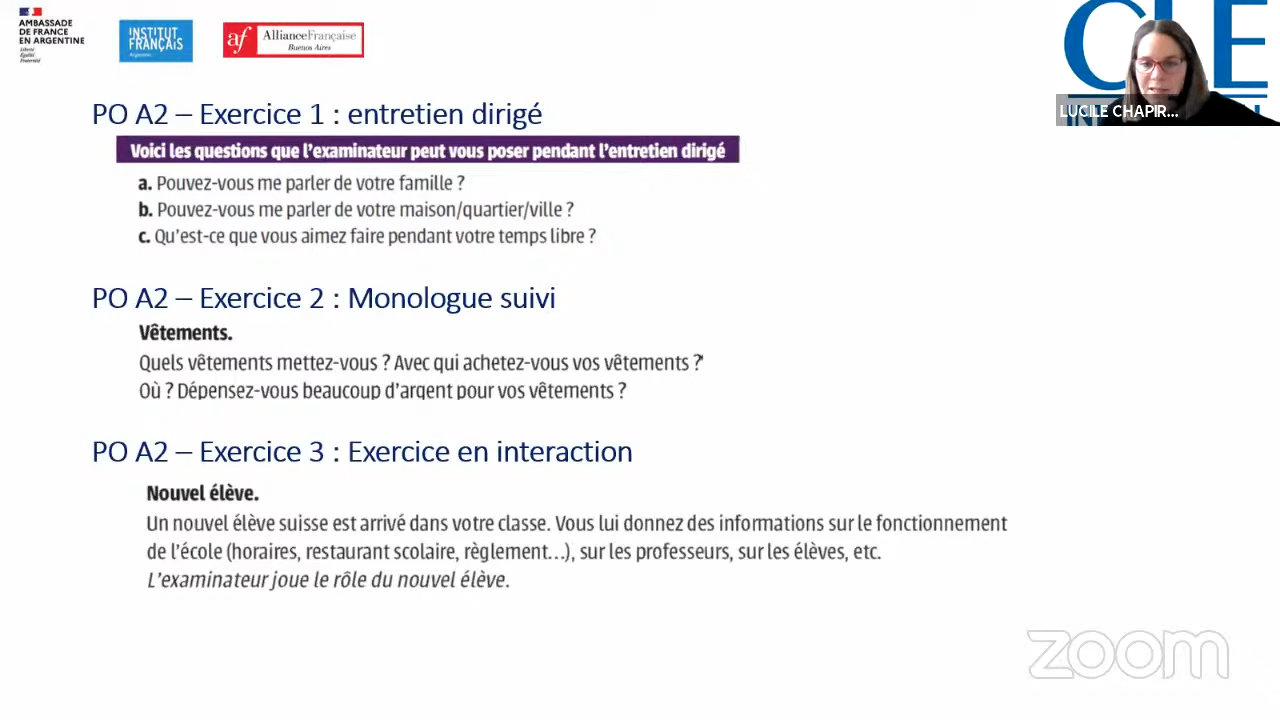 AMBASSADE
DE FRANCE
EN ARGENTINE
Liberté
Égalité
Fraternité
INSTITUT
FRANÇAIS
Argentine
af AllianceFrançaise
Buenos Aires
CLE
LUCILE CHAPIR...
PO A2 – Exercice 1 : entretien dirigé
Voici les questions que l'examinateur peut vous poser pendant l'entretien dirigé
a. Pouvez-vous me parler de votre famille ?
b. Pouvez-vous me parler de votre maison/quartier/ville ?
c. Qu'est-ce que vous aimez faire pendant votre temps libre ?
PO A2 – Exercice 2 : Monologue suivi
Vêtements.
Quels vêtements mettez-vous ? Avec qui achetez-vous vos vêtements ?
Où ? Dépensez-vous beaucoup d'argent pour vos vêtements ?
PO A2 – Exercice 3 : Exercice en interaction
Nouvel élève.
Un nouvel élève suisse est arrivé dans votre classe. Vous lui donnez des informations sur le fonctionnement
de l'école (horaires, restaurant scolaire, règlement…), sur les professeurs, sur les élèves, etc.
L'examinateur joue le rôle du nouvel élève.
zoom